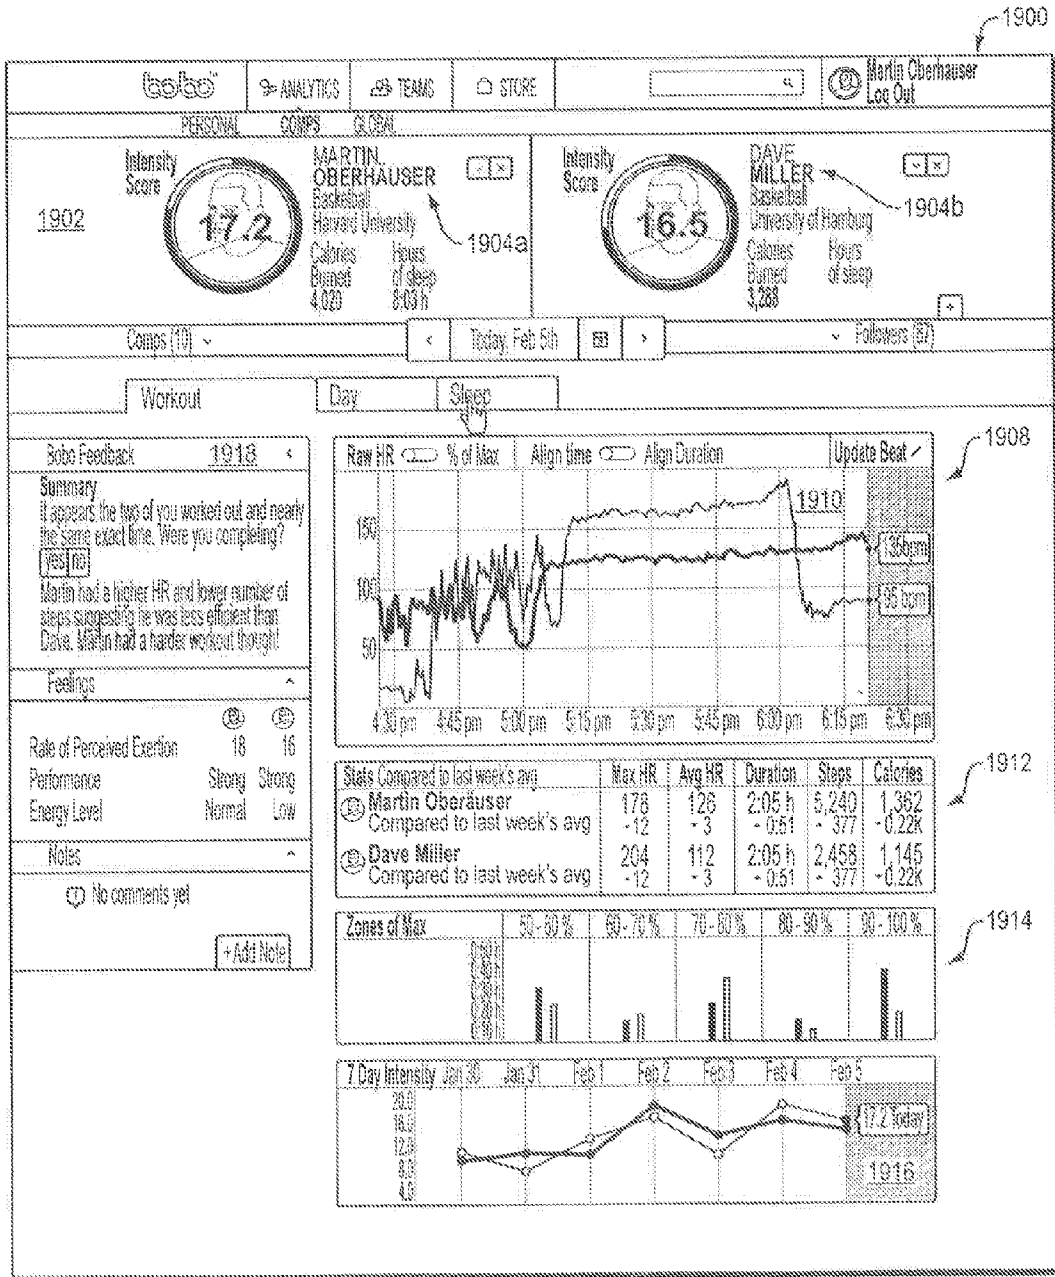 1900
bobo ANALYTICS TEAMS STORE Martin Oberhauser
Log Out
PERSONAL COMPS GLOBAL
1902
Intensity
Score
17.2
MARTIN
OBERHAUSER
Basketball
Harvard University
Calories Hours
Burned of sleep
4,020 8:03 h
1904a
Intensity
Score
16.5
DAVE
MILLER
Basketball
University of Hamburg
Calories Hours
Burned of sleep
3,288
1904b
Comps (10) < Today, Feb 5th > Followers (87)
Workout Day Sleep
Bobo Feedback 1918 <
Summary
It appears the two of you worked out and nearly
the same exact time. Were you completing?
yes no
Martin had a higher HR and lower number of
steps suggesting he was less efficient than
Dave. Martin had a harder workout though!
Feelings
Rate of Perceived Exertion 18 16
Performance Strong Strong
Energy Level Normal Low
Notes
No comments yet
+Add Note
1908
Raw HR % of Max Align time Align Duration Update Beat
1910
150
100
50
135bpm
95 bpm
4:30 pm 4:45 pm 5:00 pm 5:15 pm 5:30 pm 5:45 pm 6:00 pm 6:15 pm 6:30 pm
1912
Stats Compared to last week's avg Max HR Avg HR Duration Steps Calories
Martin Oberäuser 178 126 2:05 h 5,240 1,362
Compared to last week's avg -12 - 3 - 0:51 - 377 -0.22K
Dave Miller 204 112 2:05 h 2,458 1,145
Compared to last week's avg -12 - 3 - 0:51 - 377 -0.22K
1914
Zones of Max 50 - 60 % 60 - 70 % 70 - 80 % 80 - 90 % 90 - 100 %
7 Day Intensity Jan 30 Jan 31 Feb 1 Feb 2 Feb 3 Feb 4 Feb 5
20.0
16.0
12.0
8.0
4.0
17.2 Today
1916